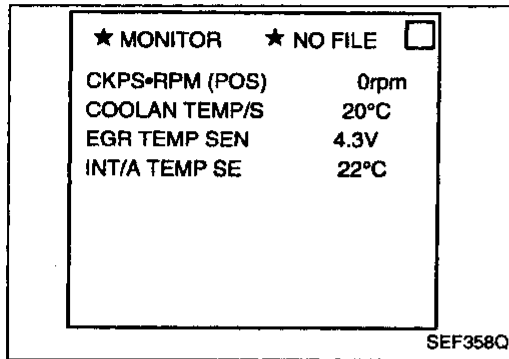 ★ MONITOR ★ NO FILE
CKPS•RPM (POS) 0rpm
COOLAN TEMP/S 20°C
EGR TEMP SEN 4.3V
INT/A TEMP SE 22°C
SEF358Q